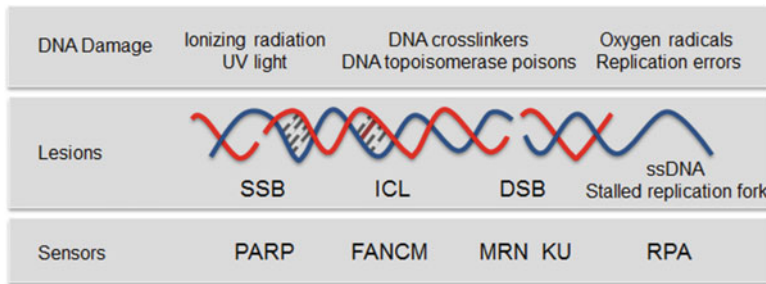 DNA Damage
Ionizing radiation
UV light
DNA crosslinkers
DNA topoisomerase poisons
Oxygen radicals
Replication errors
Lesions
SSB
ICL
DSB
ssDNA
Stalled replication fork
Sensors
PARP
FANCM
MRN KU
RPA